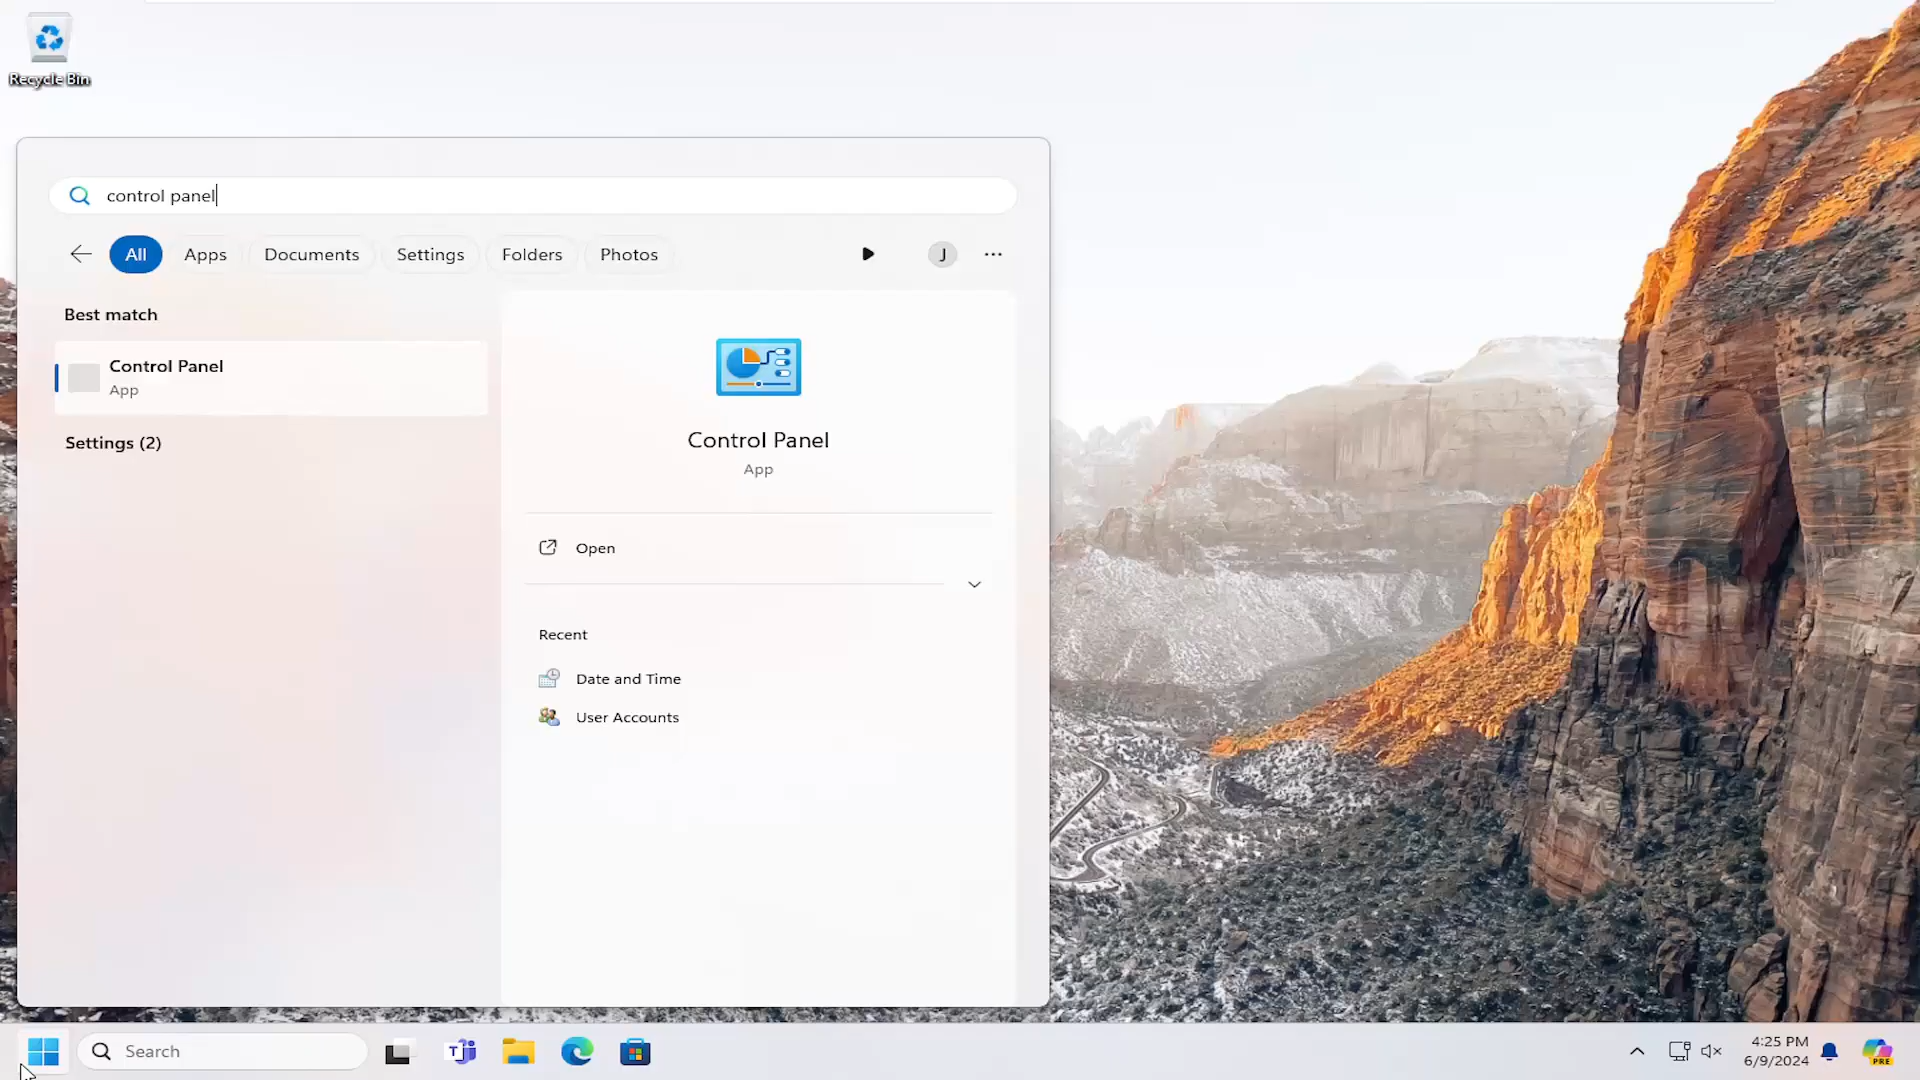 Recycle Bin
control panel
All Apps Documents Settings Folders Photos J
Best match
Control Panel
App
Settings (2)
Control Panel
App
Open
Recent
Date and Time
User Accounts
Search
4:25 PM
6/9/2024
PRE